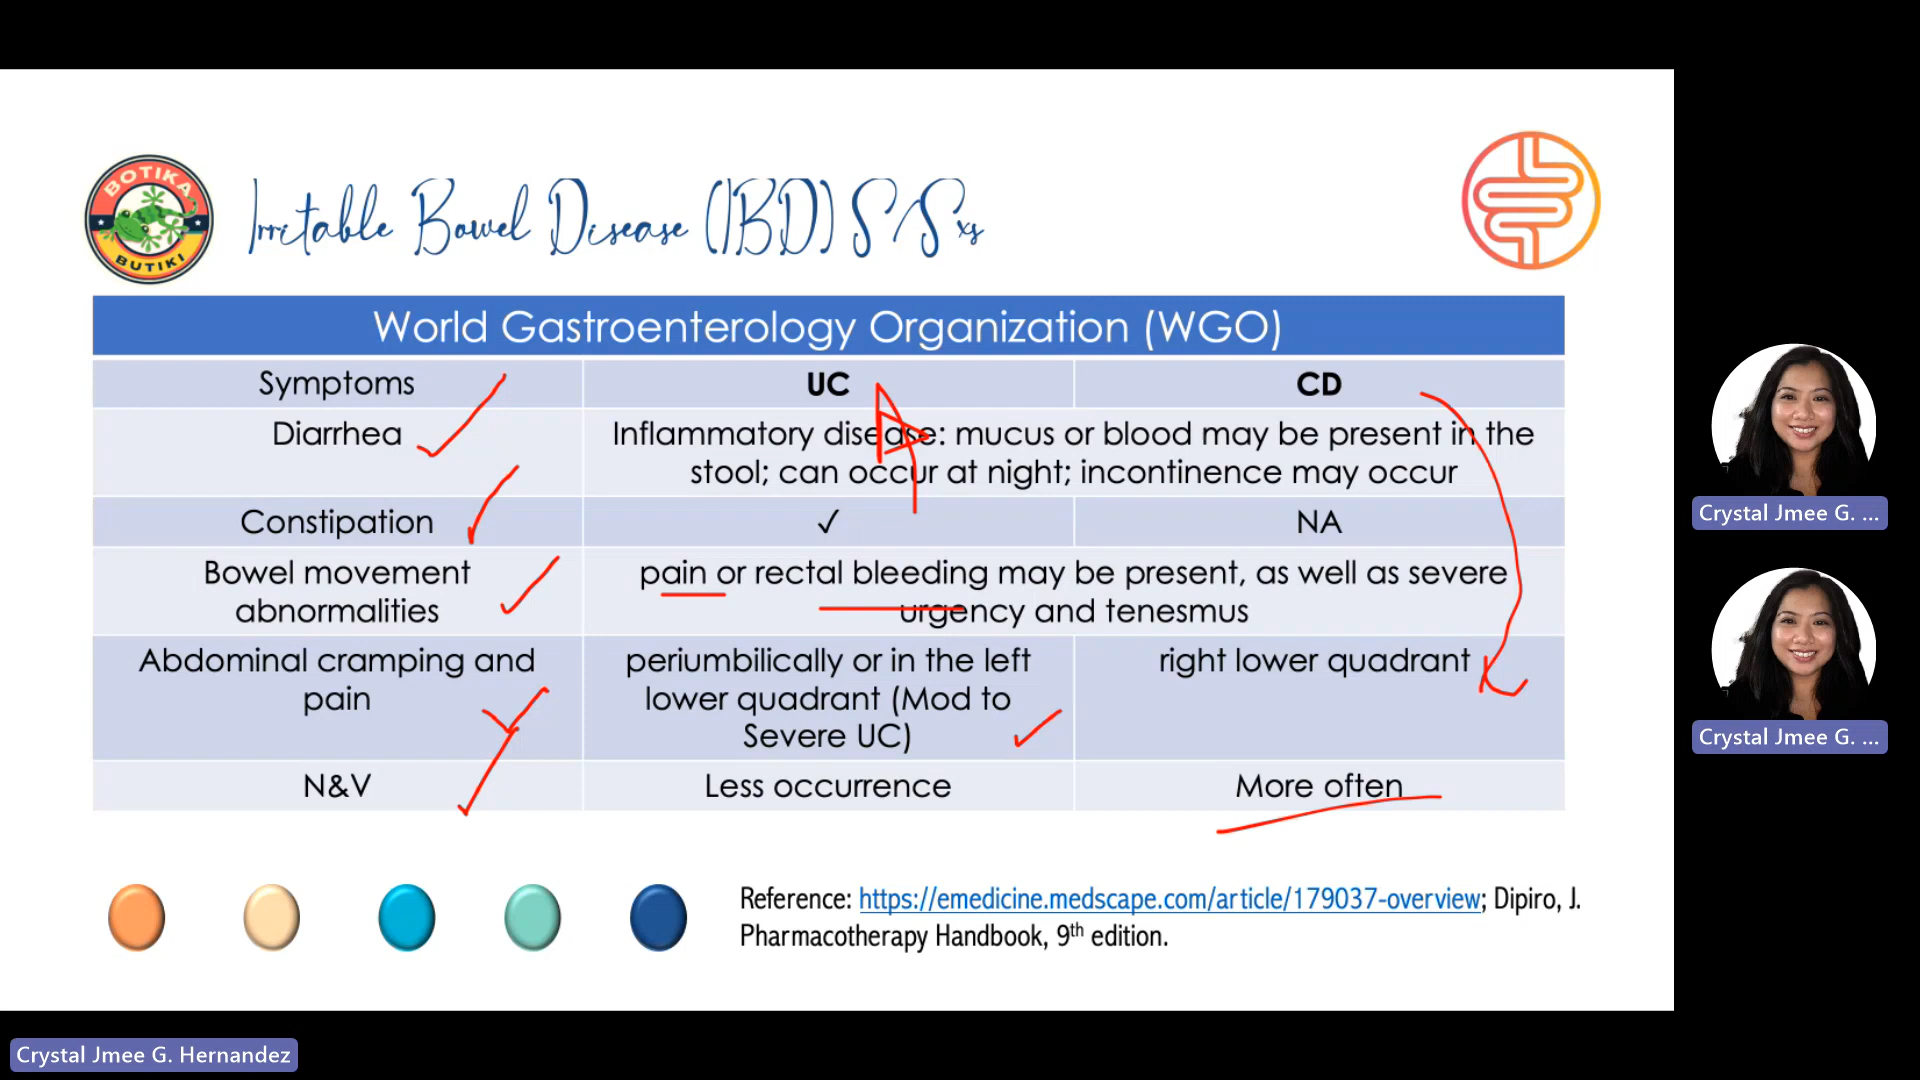 BOTIKA
BUTIKI
Irritable Bowel Disease (IBD) S/Sxs
World Gastroenterology Organization (WGO)
Symptoms UC CD
Diarrhea
Inflammatory disease: mucus or blood may be present in the
stool; can occur at night; incontinence may occur
Constipation ✓ NA
Bowel movement
abnormalities
pain or rectal bleeding may be present, as well as severe
urgency and tenesmus
Abdominal cramping and
pain
periumbilically or in the left
lower quadrant (Mod to
Severe UC)
right lower quadrant
N&V Less occurrence More often
Reference: https://emedicine.medscape.com/article/179037-overview; Dipiro, J.
Pharmacotherapy Handbook, 9th edition.
Crystal Jmee G. ...
Crystal Jmee G. ...
Crystal Jmee G. Hernandez